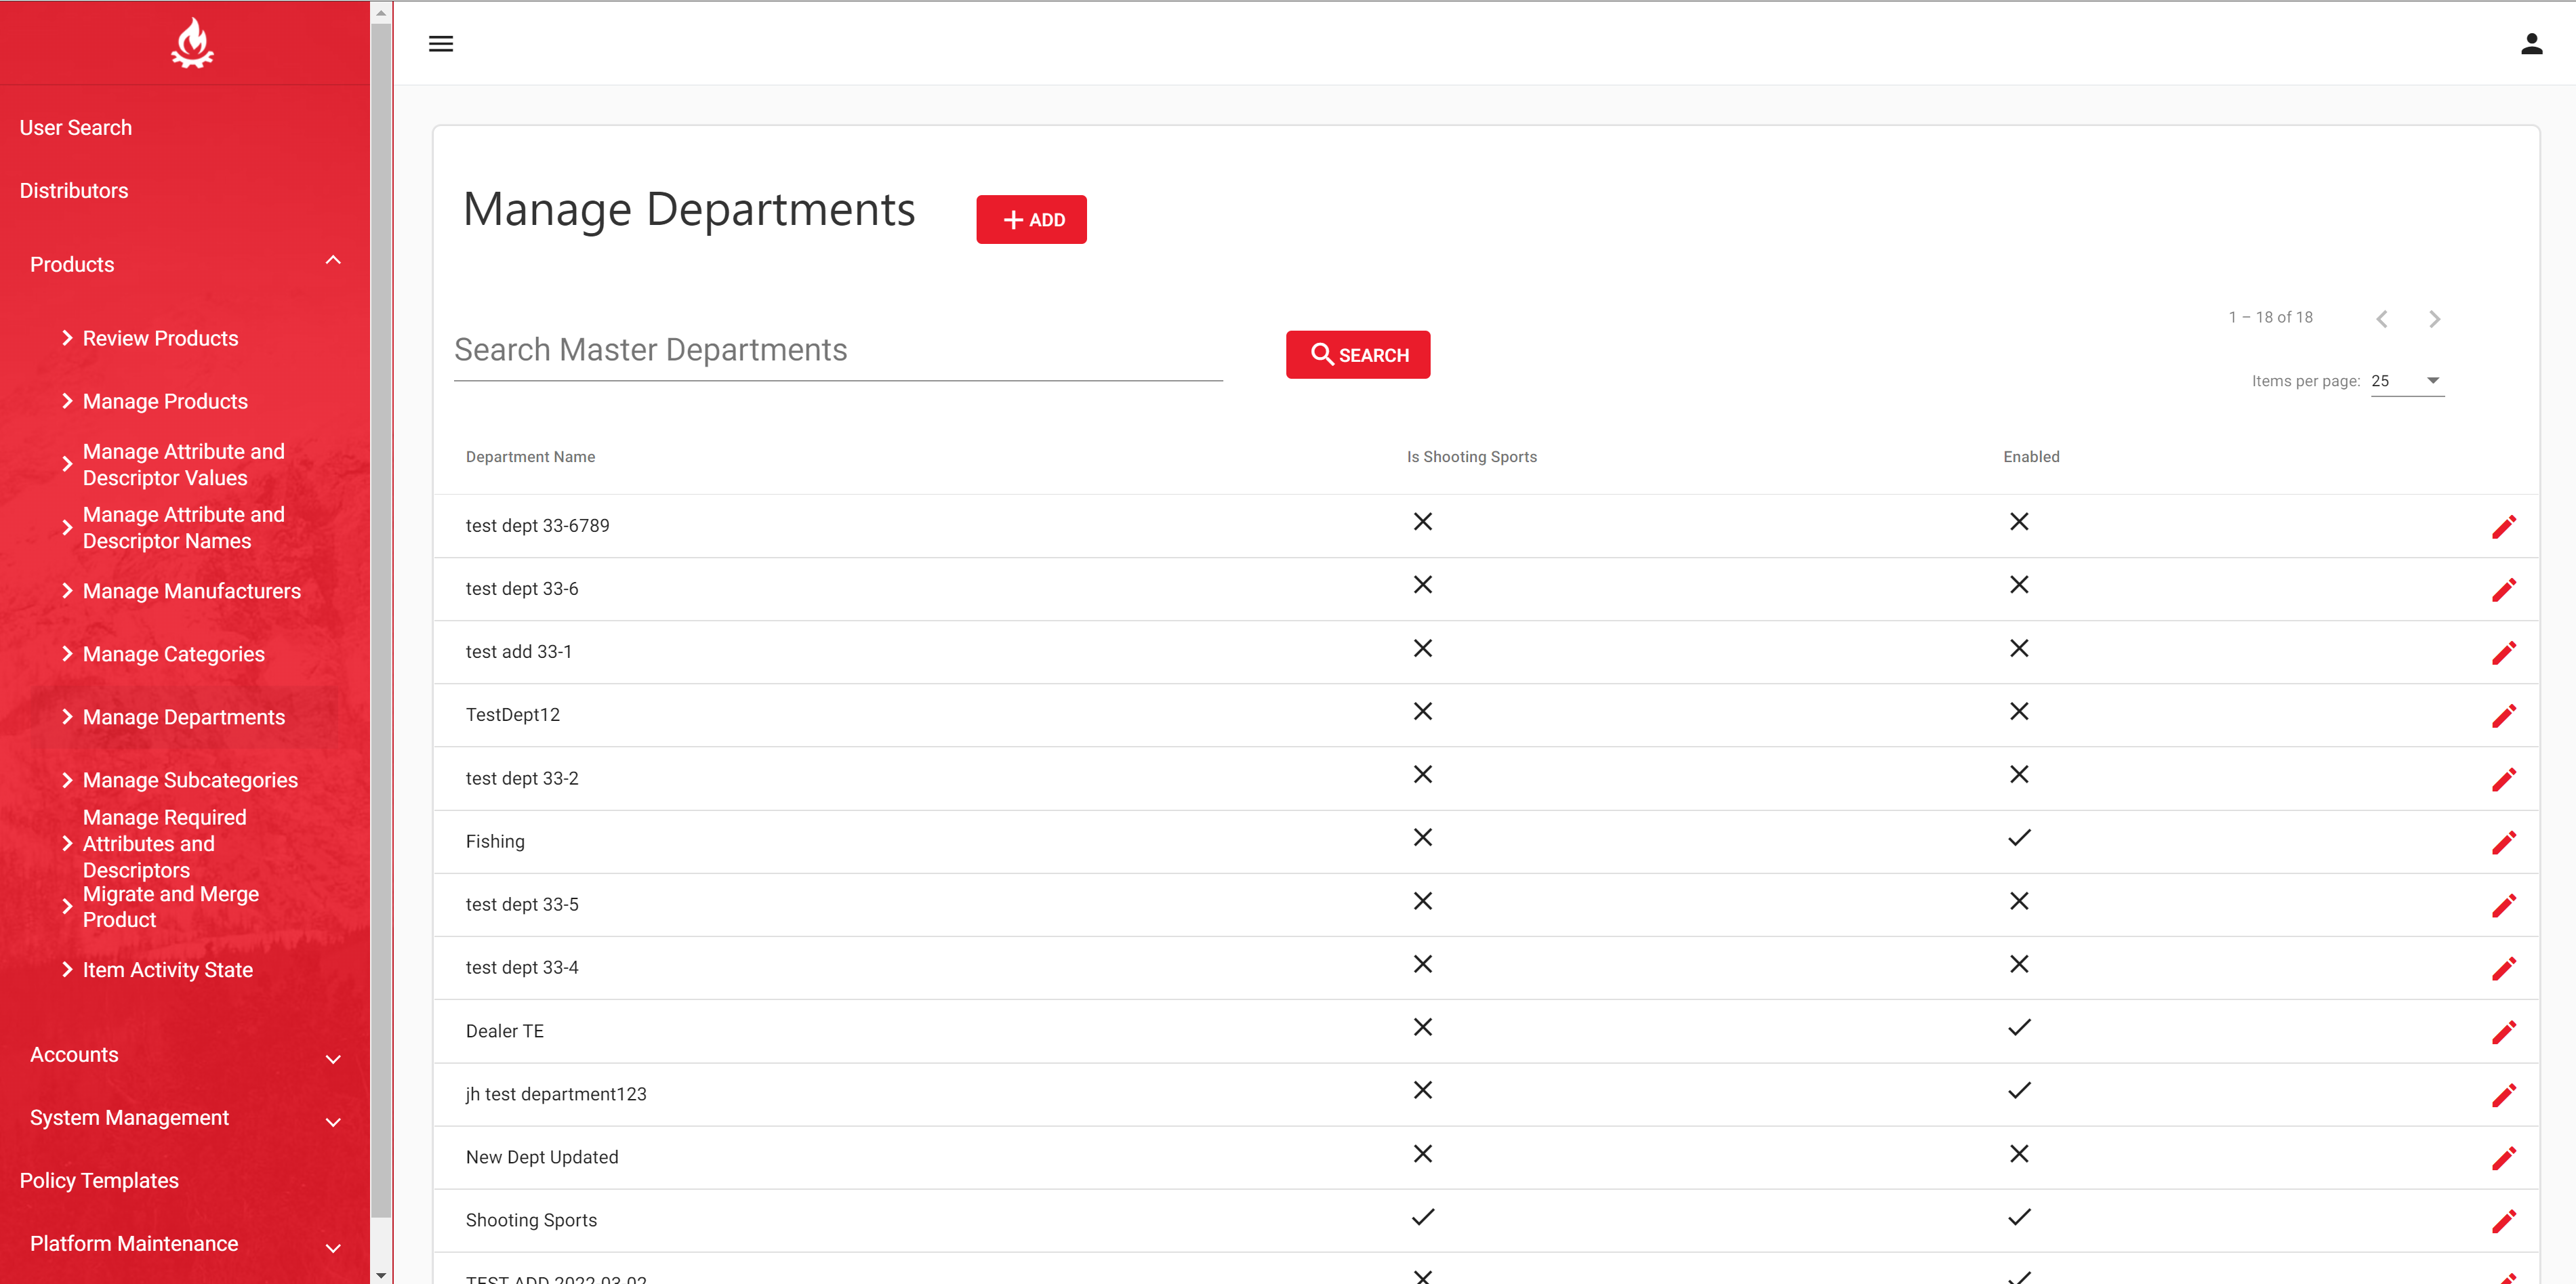 User Search
Distributors
Products
Review Products
Manage Products
Manage Attribute and
Descriptor Values
Manage Attribute and
Descriptor Names
Manage Manufacturers
Manage Categories
Manage Departments
Manage Subcategories
Manage Required
Attributes and
Descriptors
Migrate and Merge
Product
Item Activity State
Accounts
System Management
Policy Templates
Platform Maintenance
Manage Departments
ADD
Search Master Departments
SEARCH
1 – 18 of 18
Items per page: 25
Department Name Is Shooting Sports Enabled
test dept 33-6789
test dept 33-6
test add 33-1
TestDept12
test dept 33-2
Fishing
test dept 33-5
test dept 33-4
Dealer TE
jh test department123
New Dept Updated
Shooting Sports
TEST ADD 2022 03 02